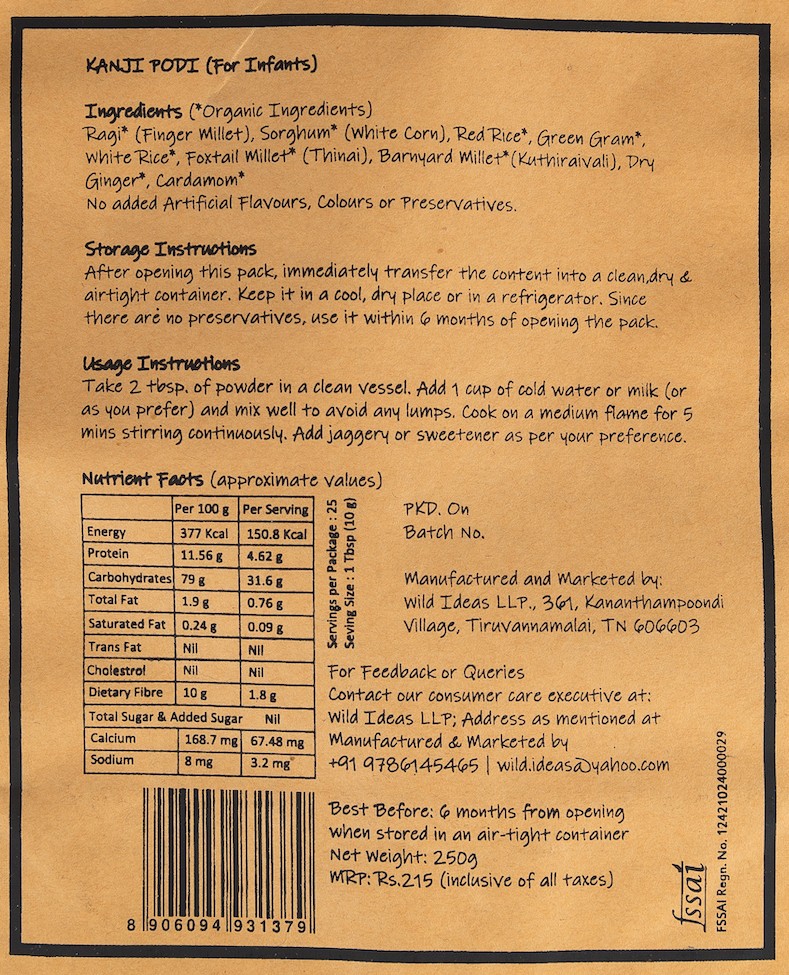 KANJI PODI (For Infants)
Ingredients (*Organic Ingredients)
Ragi* (Finger Millet), Sorghum* (White Corn), Red Rice*, Green Gram*,
White Rice*, Foxtail Millet* (Thinai), Barnyard Millet*(Kuthiraivali), Dry
Ginger*, Cardamom*
No added Artificial Flavours, Colours or Preservatives.
Storage Instructions
After opening this pack, immediately transfer the content into a clean,dry &
airtight container. Keep it in a cool, dry place or in a refrigerator. Since
there are no preservatives, use it within 6 months of opening the pack.
Usage Instructions
Take 2 tbsp. of powder in a clean vessel. Add 1 cup of cold water or milk (or
as you prefer) and mix well to avoid any lumps. Cook on a medium flame for 5
mins stirring continuously. Add jaggery or sweetener as per your preference.
Nutrient Facts (approximate values)
Per 100 g Per Serving
Energy 377 Kcal 150.8 Kcal
Protein 11.56 g 4.62 g
Carbohydrates 79 g 31.6 g
Total Fat 1.9 g 0.76 g
Saturated Fat 0.24 g 0.09 g
Trans Fat Nil Nil
Cholestrol Nil Nil
Dietary Fibre 10 g 1.8 g
Total Sugar & Added Sugar Nil
Calcium 168.7 mg 67.48 mg
Sodium 8 mg 3.2 mg
Servings per Package : 25
Seving Size : 1 Tbsp (10 g)
PKD. On
Batch No.
Manufactured and Marketed by:
Wild Ideas LLP., 361, Kananthampoondi
Village, Tiruvannamalai, TN 606603
For Feedback or Queries
Contact our consumer care executive at:
Wild Ideas LLP; Address as mentioned at
Manufactured & Marketed by
+91 9786145465 | wild.ideas@yahoo.com
Best Before: 6 months from opening
when stored in an air-tight container
Net Weight: 250g
MRP: Rs.215 (inclusive of all taxes)
8 906094 931379
fssai
FSSAI Regn. No. 12421024000029